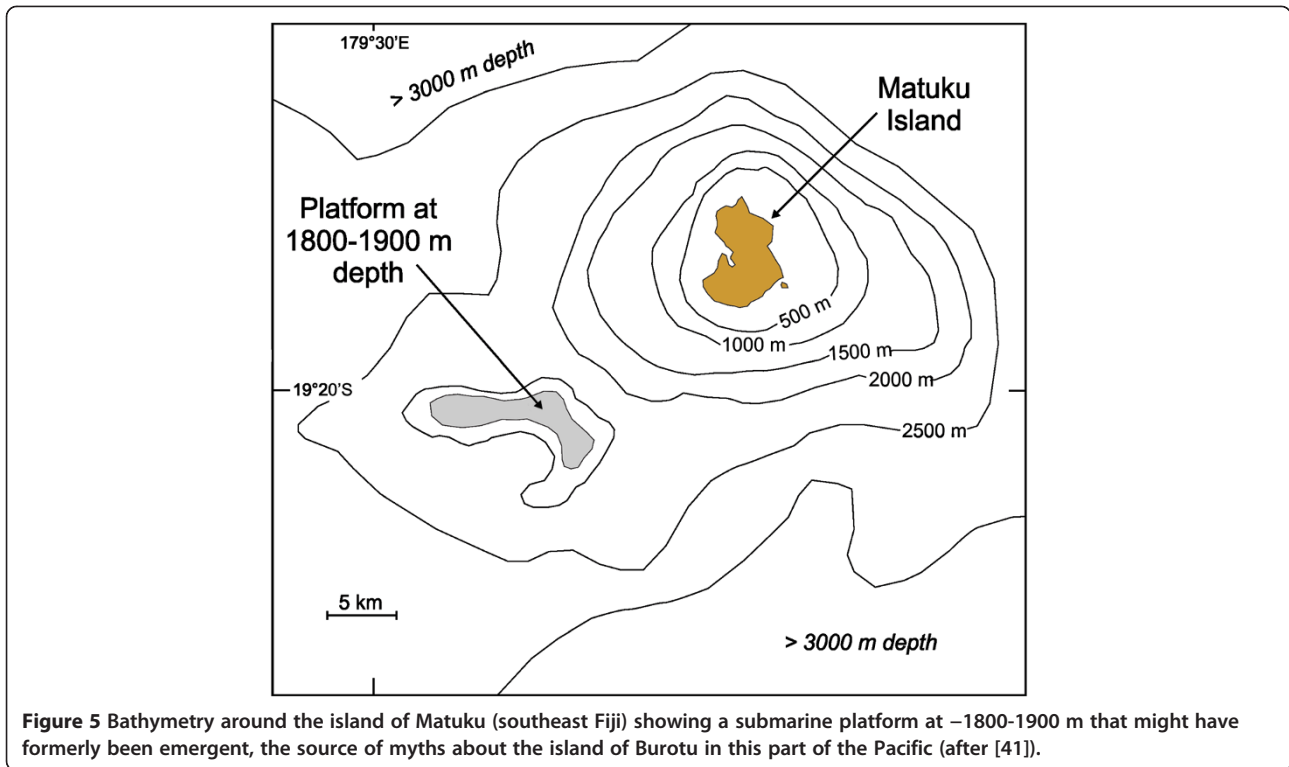 179°30'E
> 3000 m depth
Matuku
Island
Platform at
1800-1900 m
depth
500 m
1000 m
1500 m
2000 m
19°20'S
2500 m
5 km
> 3000 m depth
Figure 5 Bathymetry around the island of Matuku (southeast Fiji) showing a submarine platform at −1800-1900 m that might have
formerly been emergent, the source of myths about the island of Burotu in this part of the Pacific (after [41]).